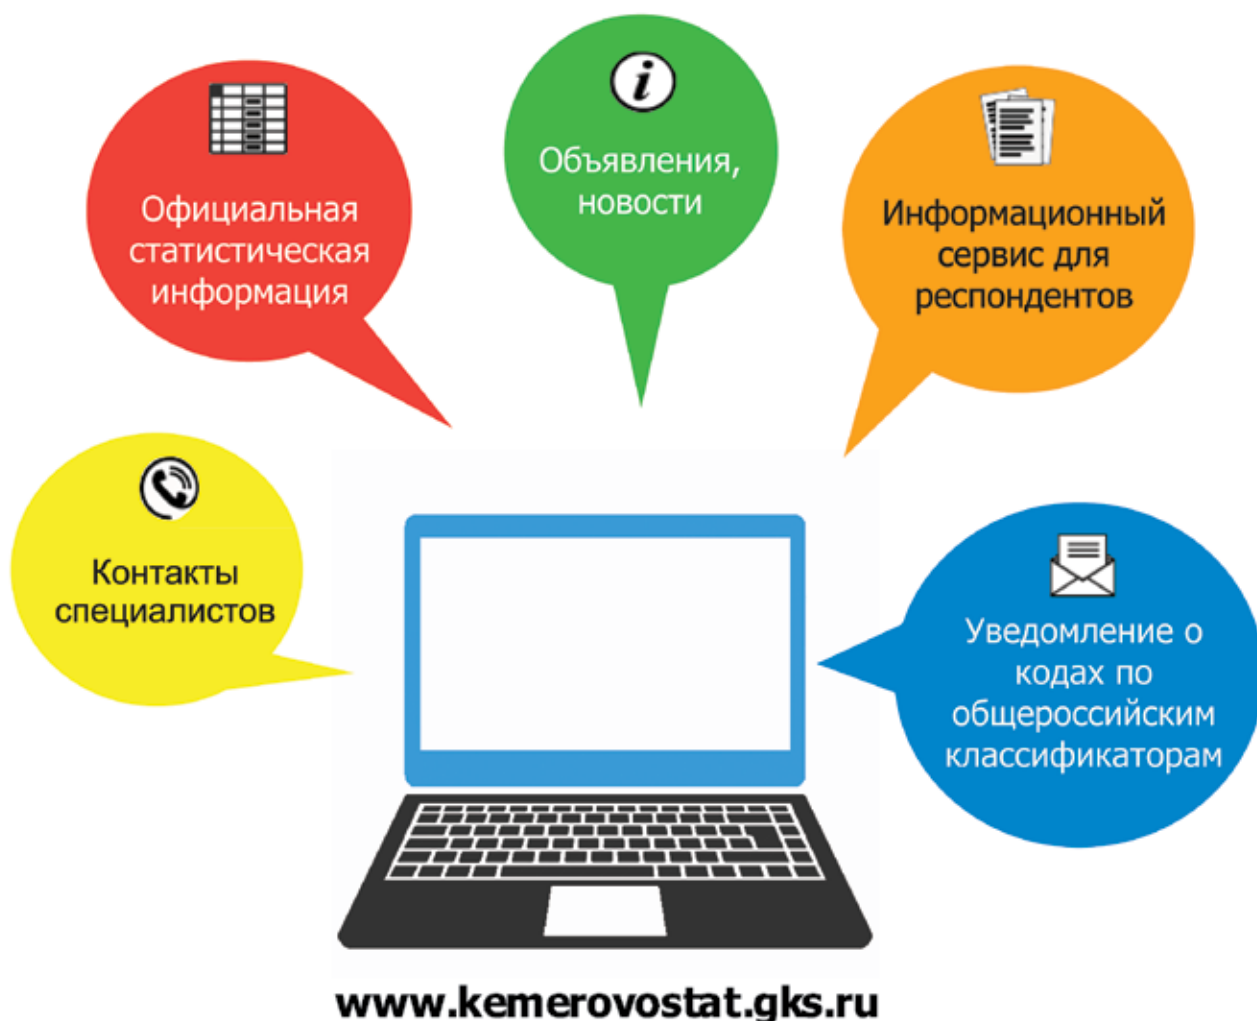 Официальная
статистическая
информация
Объявления,
новости
Информационный
сервис для
респондентов
Контакты
специалистов
Уведомление о
кодах по
общероссийским
классификаторам
www.kemerovostat.gks.ru